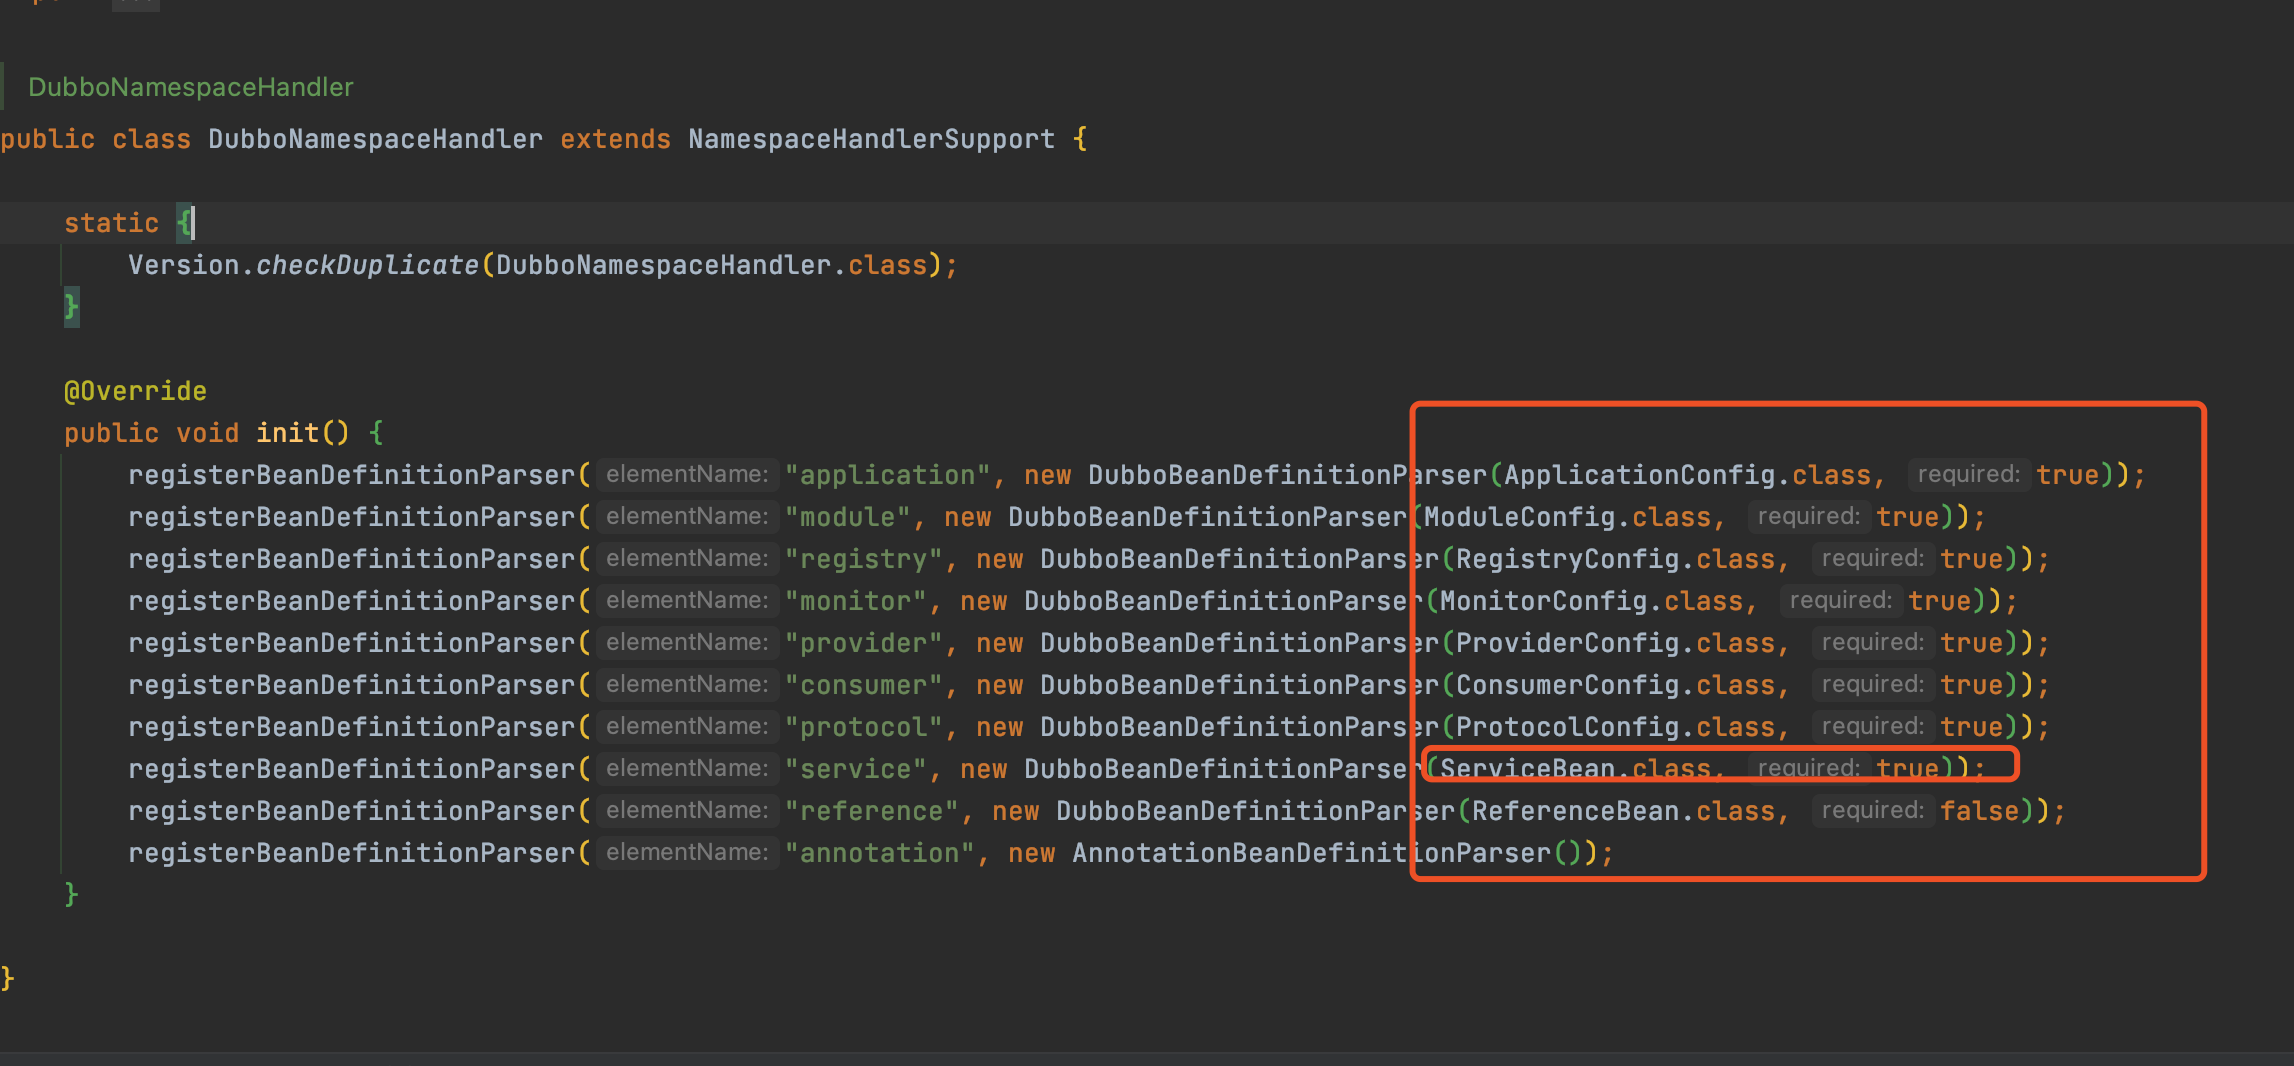 DubboNamespaceHandler
public class DubboNamespaceHandler extends NamespaceHandlerSupport {
static {
Version.checkDuplicate(DubboNamespaceHandler.class);
}
@Override
public void init() {
registerBeanDefinitionParser( elementName: "application", new DubboBeanDefinitionParser(ApplicationConfig.class, required: true));
registerBeanDefinitionParser( elementName: "module", new DubboBeanDefinitionParser(ModuleConfig.class, required: true));
registerBeanDefinitionParser( elementName: "registry", new DubboBeanDefinitionParser(RegistryConfig.class, required: true));
registerBeanDefinitionParser( elementName: "monitor", new DubboBeanDefinitionParser(MonitorConfig.class, required: true));
registerBeanDefinitionParser( elementName: "provider", new DubboBeanDefinitionParser(ProviderConfig.class, required: true));
registerBeanDefinitionParser( elementName: "consumer", new DubboBeanDefinitionParser(ConsumerConfig.class, required: true));
registerBeanDefinitionParser( elementName: "protocol", new DubboBeanDefinitionParser(ProtocolConfig.class, required: true));
registerBeanDefinitionParser( elementName: "service", new DubboBeanDefinitionParser(ServiceBean.class, required: true));
registerBeanDefinitionParser( elementName: "reference", new DubboBeanDefinitionParser(ReferenceBean.class, required: false));
registerBeanDefinitionParser( elementName: "annotation", new AnnotationBeanDefinitionParser());
}
}